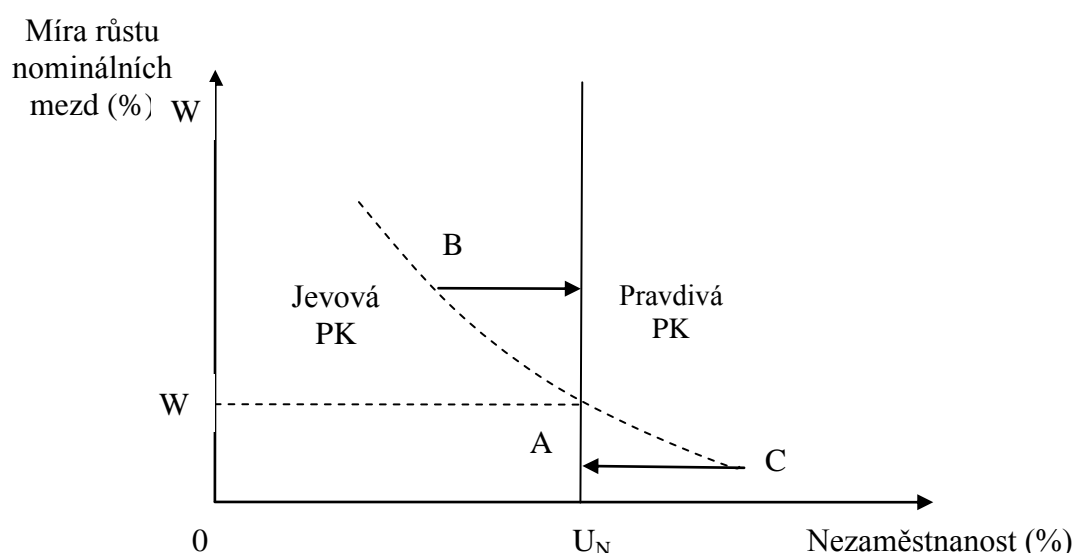 Míra růstu
nominálních
mezd (%)
W
B
Jevová
PK
Pravdivá
PK
W
A
C
0
U_N
Nezaměstnanost (%)